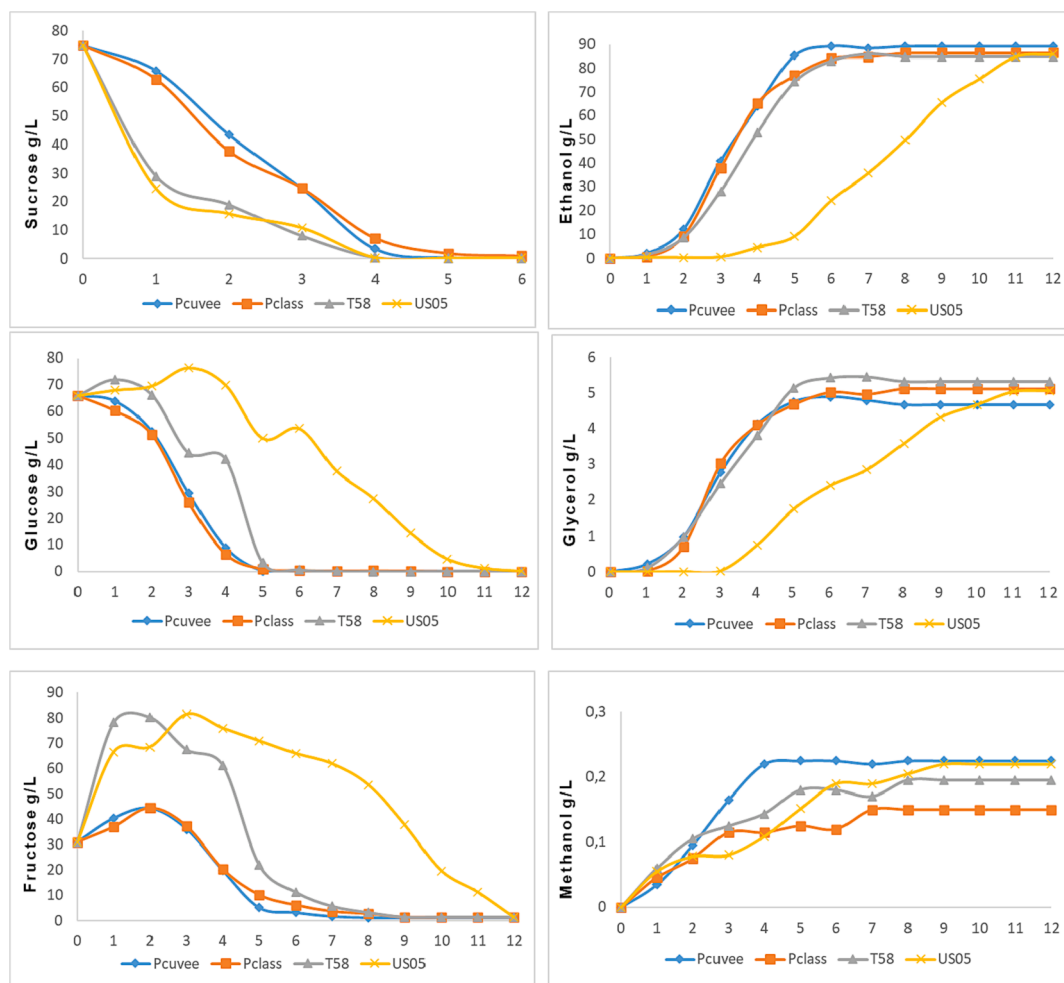 Sucrose g/L
80
70
60
50
40
30
20
10
0
0 1 2 3 4 5 6
Pcuvee Pclass T58 US05
Ethanol g/L
90
80
70
60
50
40
30
20
10
0
0 1 2 3 4 5 6 7 8 9 10 11 12
Pcuvee Pclass T58 US05
Glucose g/L
80
70
60
50
40
30
20
10
0
0 1 2 3 4 5 6 7 8 9 10 11 12
Pcuvee Pclass T58 US05
Glycerol g/L
6
5
4
3
2
1
0
0 1 2 3 4 5 6 7 8 9 10 11 12
Pcuvee Pclass T58 US05
Fructose g/L
90
80
70
60
50
40
30
20
10
0
0 1 2 3 4 5 6 7 8 9 10 11 12
Pcuvee Pclass T58 US05
Methanol g/L
0,3
0,2
0,1
0
0 1 2 3 4 5 6 7 8 9 10 11 12
Pcuvee Pclass T58 US05